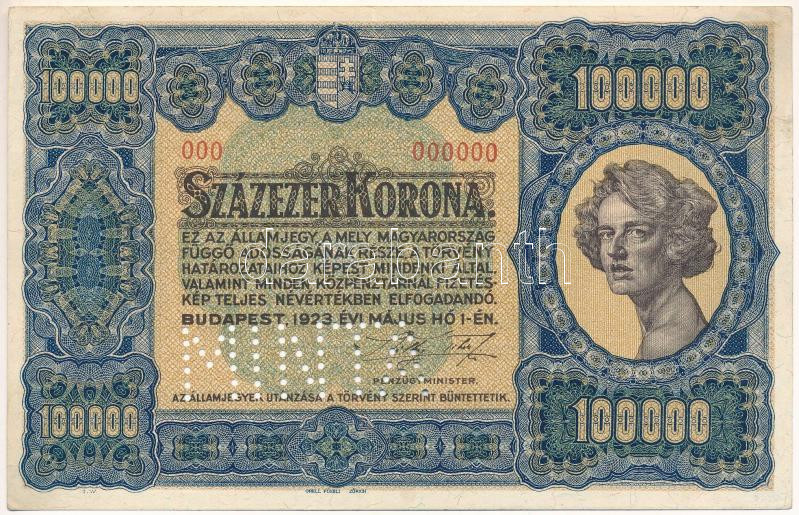 100000
100000
000
000000
SZÁZEZER KORONA.
EZ AZ ÁLLAMJEGY, A MELY MAGYARORSZÁG
FÜGGŐ ADÓSSÁGÁNAK RÉSZE, A TÖRVÉNY
HATÁROZATAIHOZ KÉPEST MINDENKI ÁLTAL,
VALAMINT MINDEN KÖZPÉNZTÁRNÁL FIZETÉS-
KÉP TELJES NÉVÉRTÉKBEN ELFOGADANDÓ.
BUDAPEST, 1923. ÉVI MÁJUS HÓ 1-ÉN.
MINTA
PÉNZÜGYMINISTER.
AZ ÁLLAMJEGYEK UTÁNZÁSA A TÖRVÉNY SZERINT BÜNTETTETIK.
100000
100000
ORELL FÜSSLI ZÜRICH